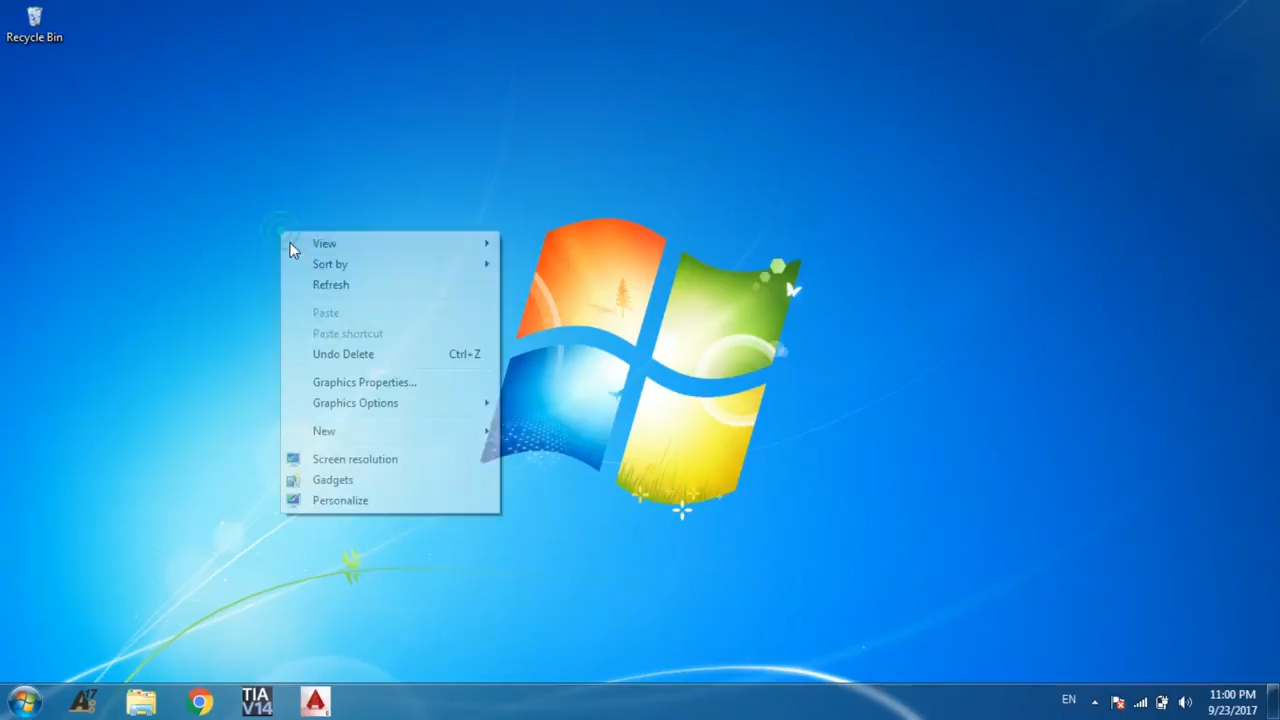 Recycle Bin
View
Sort by
Refresh
Paste
Paste shortcut
Undo Delete Ctrl+Z
Graphics Properties...
Graphics Options
New
Screen resolution
Gadgets
Personalize
17
TIA
V14
EN
11:00 PM
9/23/2017